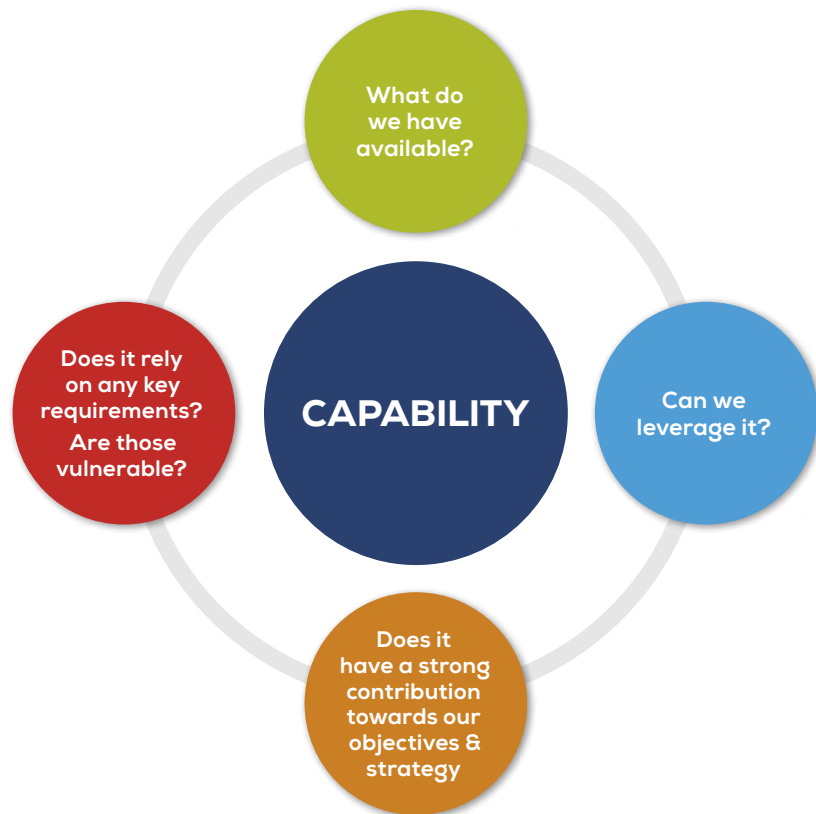 What do
we have
available?
Does it rely
on any key
requirements?
Are those
vulnerable?
CAPABILITY
Can we
leverage it?
Does it
have a strong
contribution
towards our
objectives &
strategy